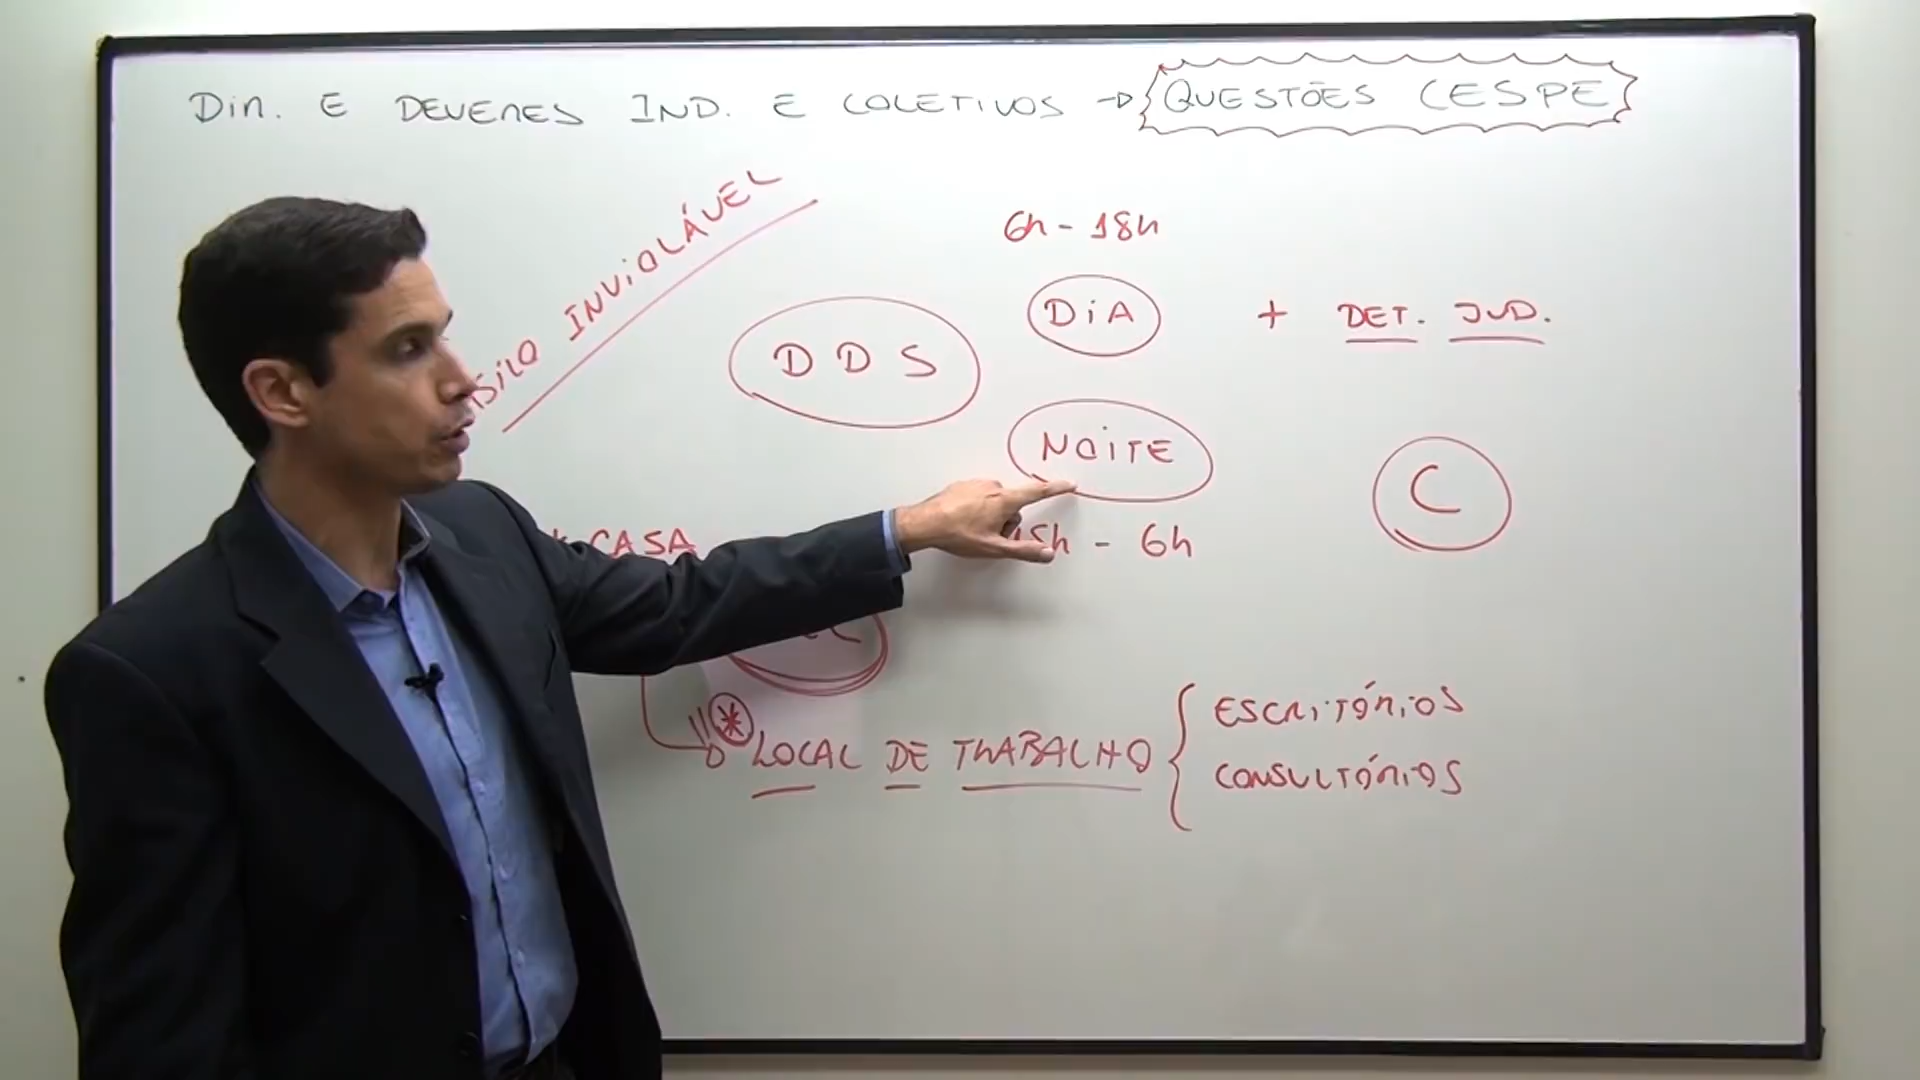 DIR. E DEVERES IND. E COLETIVOS → QUESTÕES CESPE
INVIOLÁVEL
6h - 18h
DDS
DiA + DET. JUD.
NOITE
C
CASA
- 6h
* LOCAL DE TRABALHO
ESCRITÓRIOS
CONSULTÓRIOS